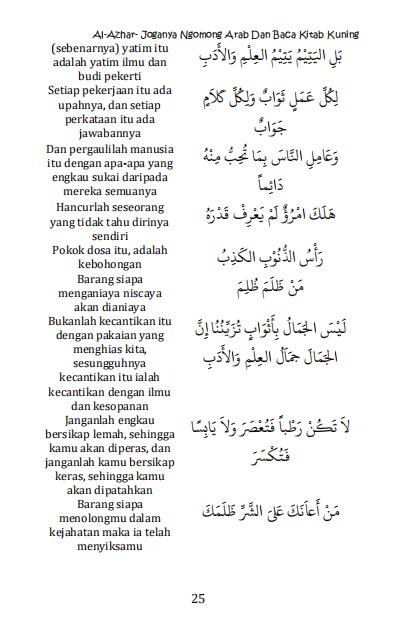 Al-Azhar- Joganya Ngomong Arab Dan Baca Kitab Kuning
(sebenarnya) yatim itu
adalah yatim ilmu dan
budi pekerti
بَلِ اليَتِيْمُ يَتِيْمُ العِلْمِ وَالأَدَبِ
Setiap pekerjaan itu ada
upahnya, dan setiap
perkataan itu ada
jawabannya
لِكُلِّ عَمَلٍ ثَوَابٌ وَلِكُلِّ كَلاَمٍ
جَوَابٌ
Dan pergaulilah manusia
itu dengan apa-apa yang
engkau sukai daripada
mereka semuanya
وَعَامِلِ النَّاسَ بِمَا تُحِبُّ مِنْهُ
دَائِماً
Hancurlah seseorang
yang tidak tahu dirinya
sendiri
هَلَكَ امْرُؤٌ لَمْ يَعْرِفْ قَدْرَهُ
Pokok dosa itu, adalah
kebohongan
رَأْسُ الذُّنُوْبِ الكَذِبُ
Barang siapa
menganiaya niscaya
akan dianiaya
مَنْ ظَلَمَ ظُلِمَ
Bukanlah kecantikan itu
dengan pakaian yang
menghias kita,
sesungguhnya
kecantikan itu ialah
kecantikan dengan ilmu
dan kesopanan
لَيْسَ الجَمَالُ بِأَثْوَابٍ تُزَيِّنُنَا إِنَّ
الجَمَالَ جمَاَلُ العِلْمِ وَالأَدَبِ
Janganlah engkau
bersikap lemah, sehingga
kamu akan diperas, dan
janganlah kamu bersikap
keras, sehingga kamu
akan dipatahkan
لاَ تَكُنْ رَطْباً فَتُعْصَرَ وَلاَ يَابِسًا
فَتُكَسَّرَ
Barang siapa
menolongmu dalam
kejahatan maka ia telah
menyiksamu
مَنْ أَعاَنَكَ عَلىَ الشَّرِّ ظَلَمَكَ
25